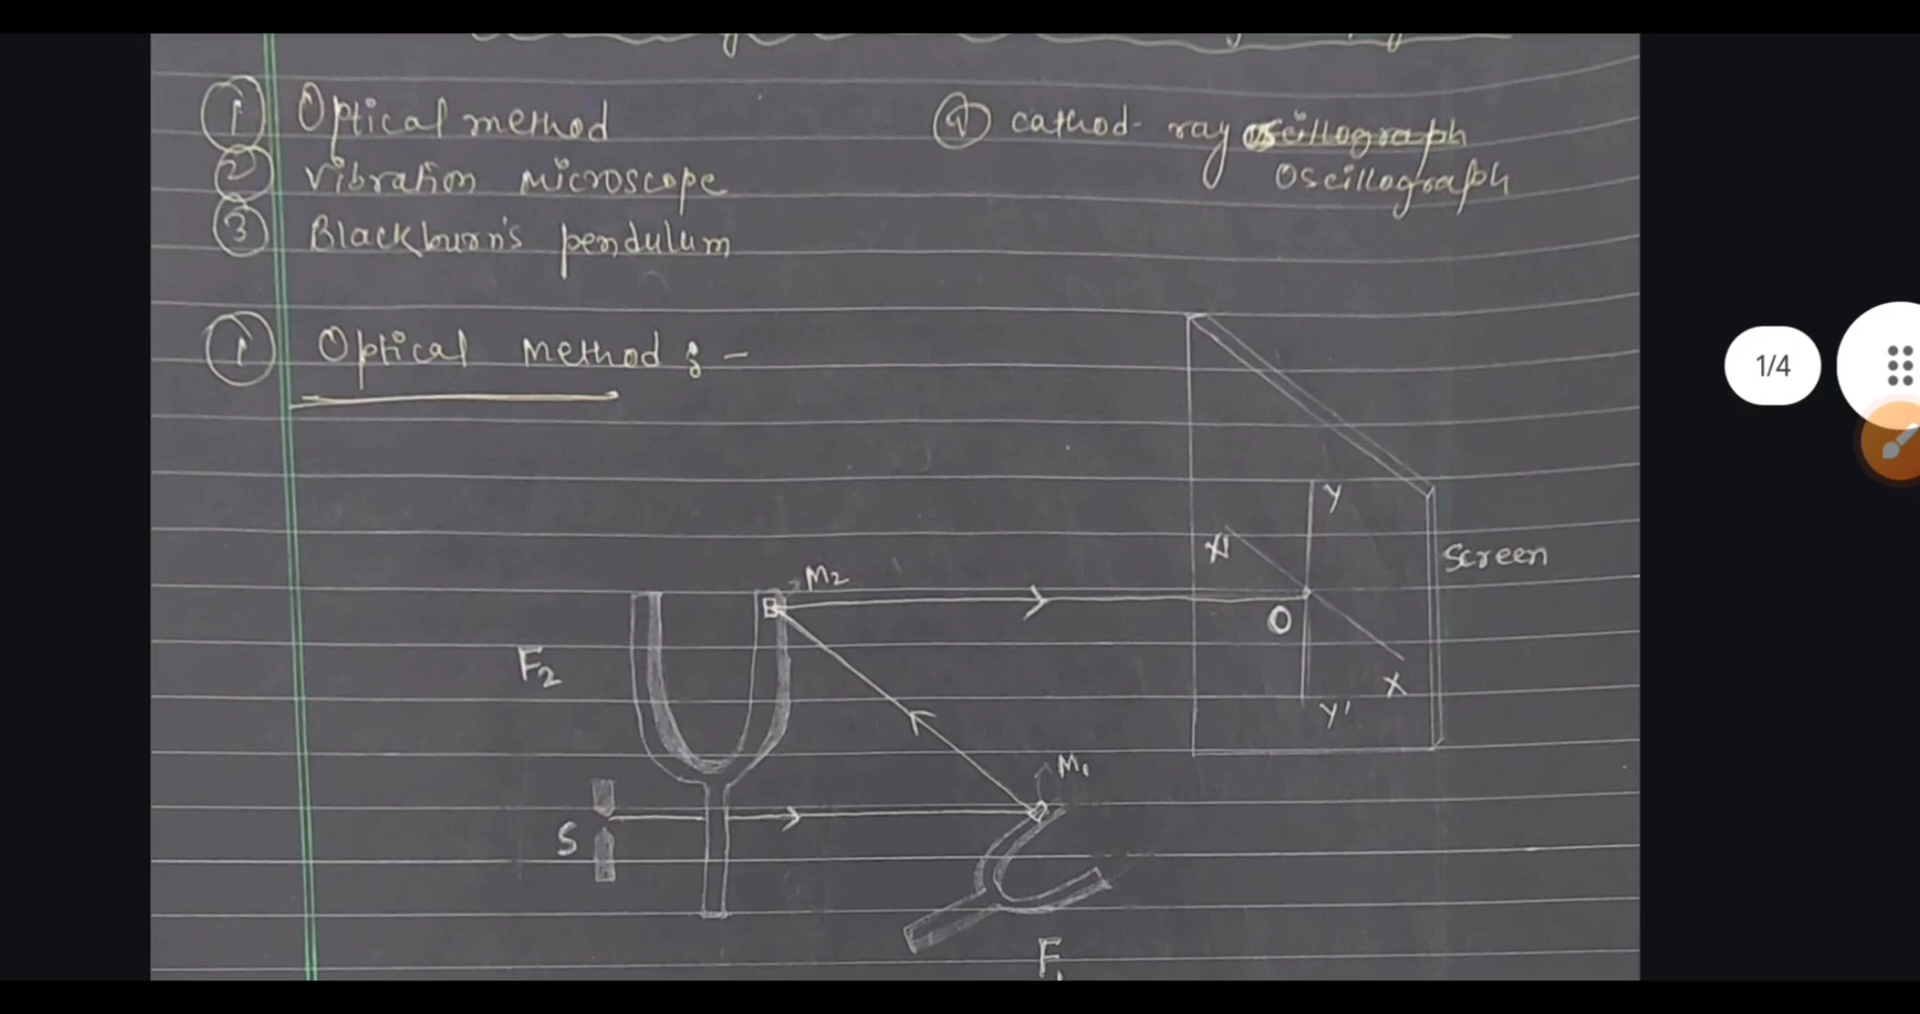 ① Optical method
② Vibration microscope
③ Blackburn's pendulum
④ cathod- ray oscillograph
oscillograph
① Optical method :-
Y
X'
Screen
M2
O
F2
X
Y'
M1
S
F1
1/4